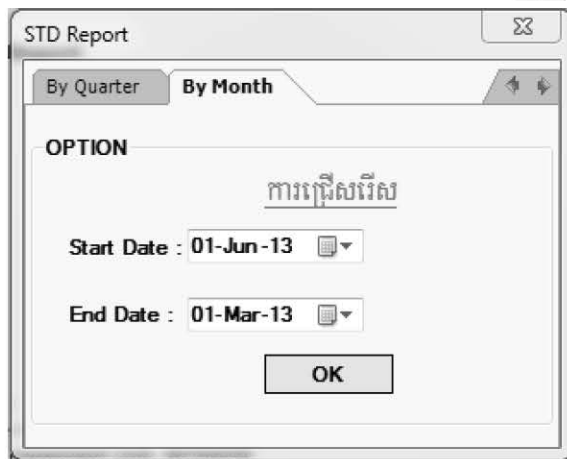 STD Report
By Quarter By Month
OPTION
ការជ្រើសរើស
Start Date : 01-Jun-13
End Date : 01-Mar-13
OK